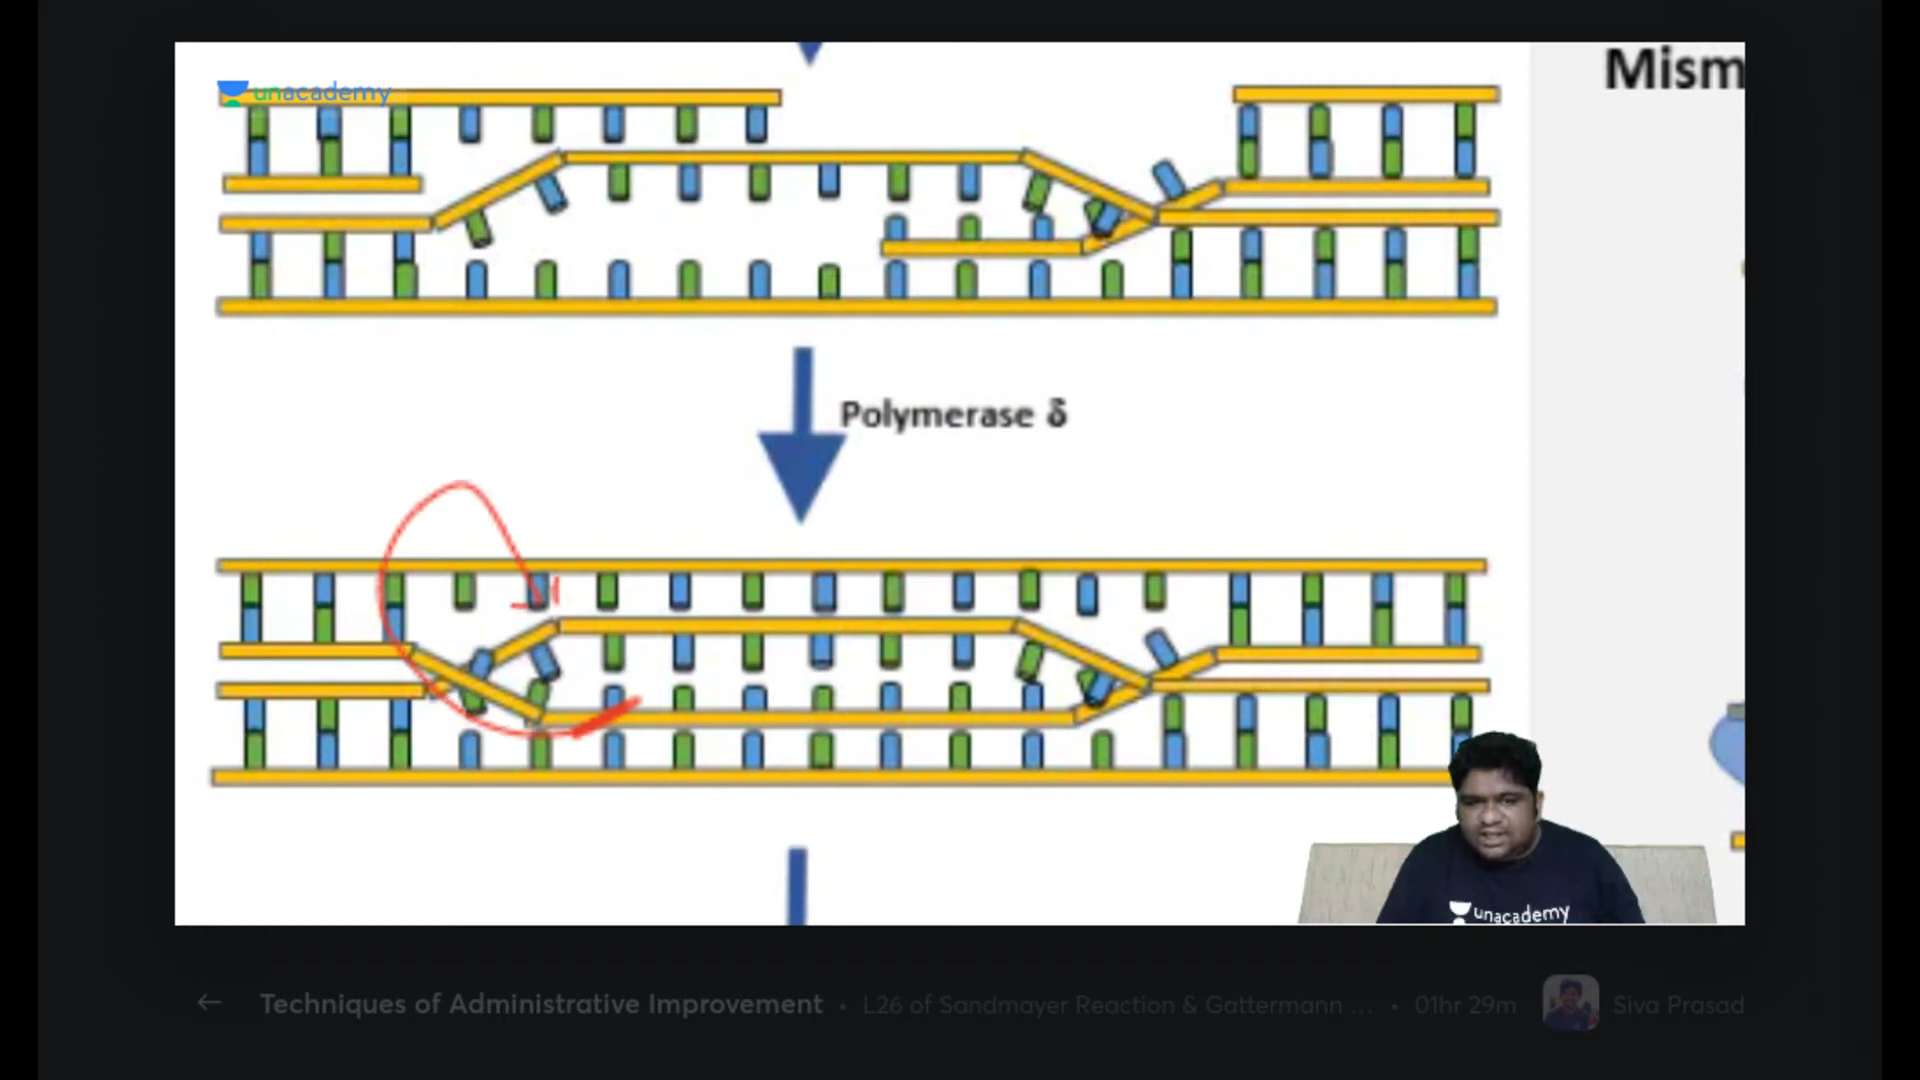 Mism
unacademy
Polymerase δ
unacademy
Techniques of Administrative Improvement • L26 of Sandmayer Reaction & Gattermann ... • 01hr 29m Siva Prasad